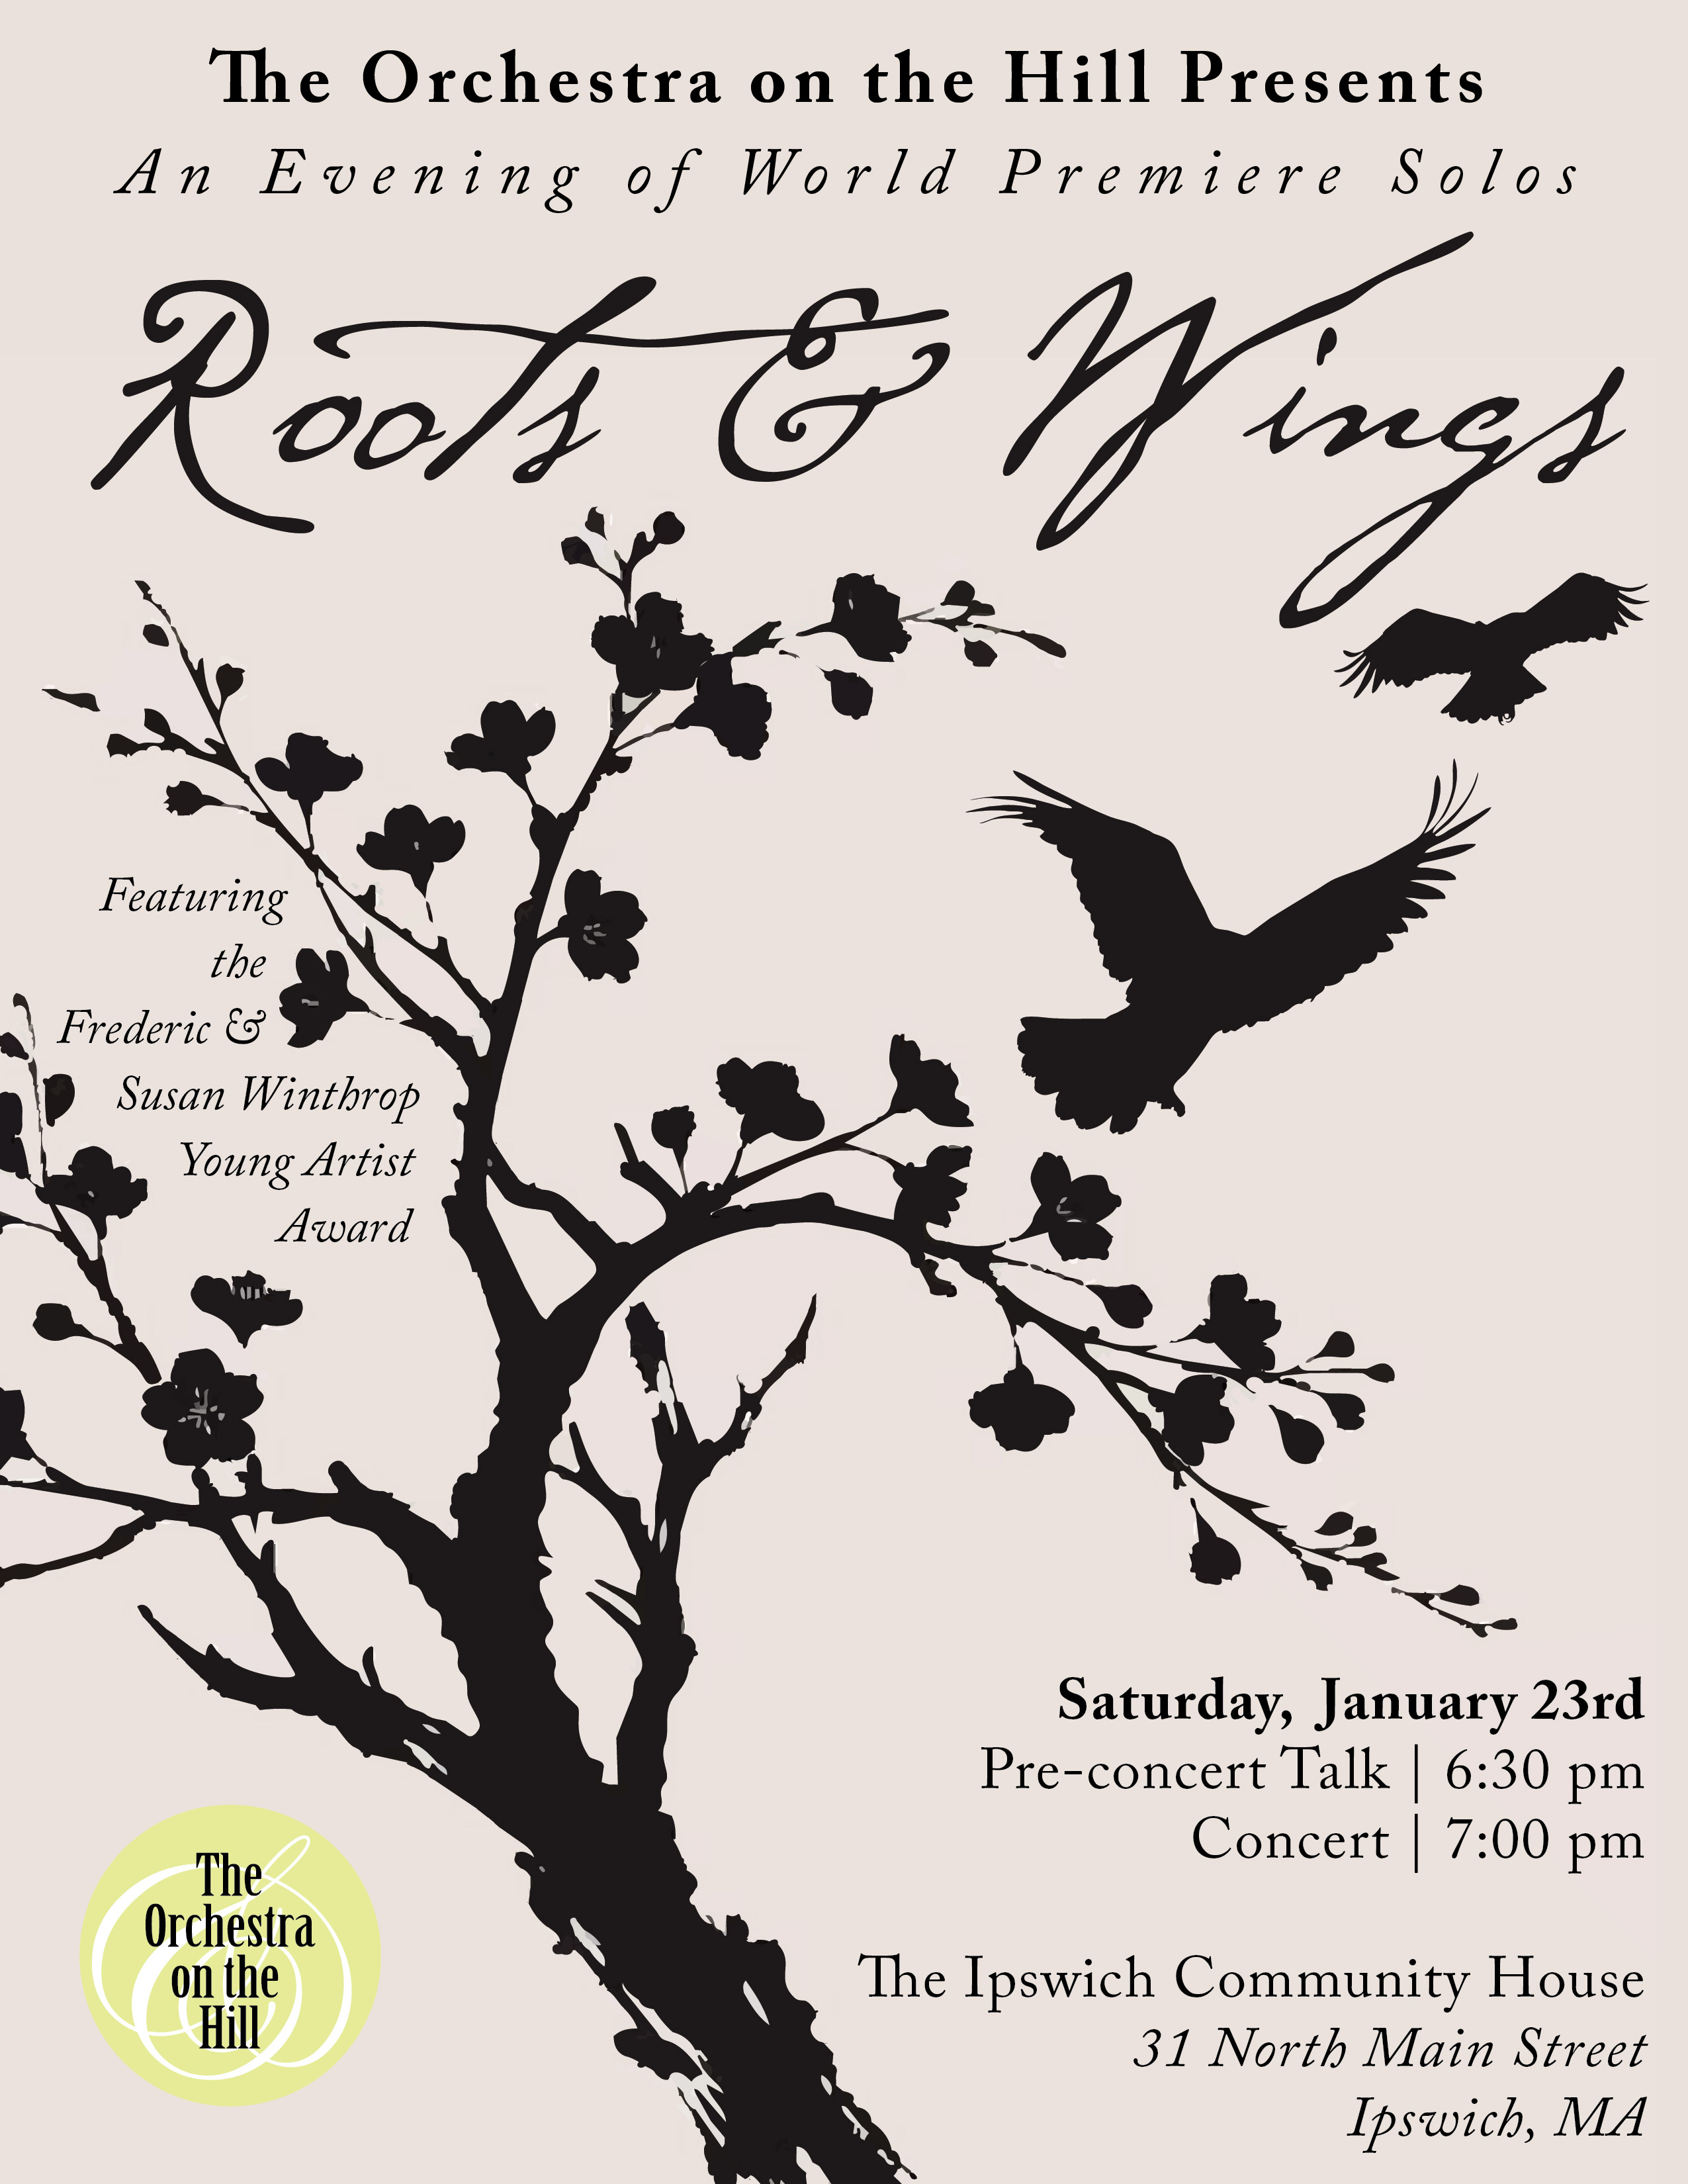 The Orchestra on the Hill Presents
An Evening of World Premiere Solos
Roots & Wings
Featuring
the
Frederic &
Susan Winthrop
Young Artist
Award
Saturday, January 23rd
Pre-concert Talk | 6:30 pm
Concert | 7:00 pm
The Ipswich Community House
31 North Main Street
Ipswich, MA
The
Orchestra
on the
Hill